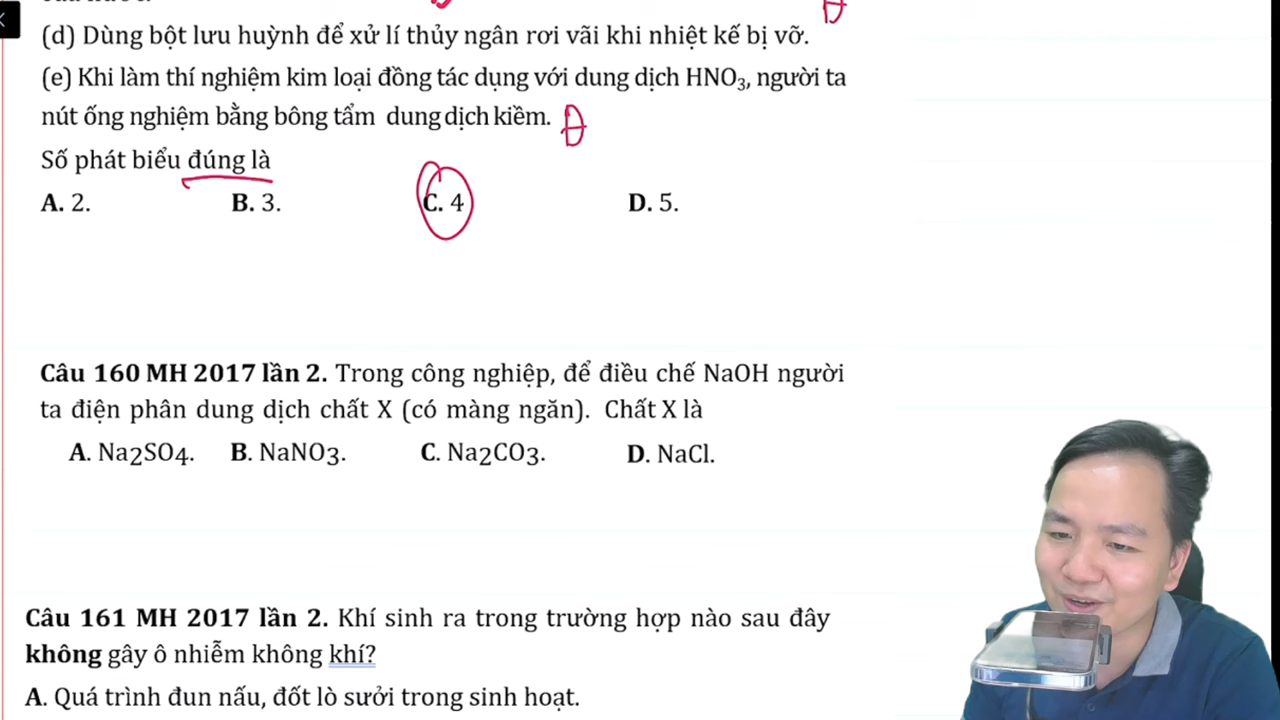 (d) Dùng bột lưu huỳnh để xử lí thủy ngân rơi vãi khi nhiệt kế bị vỡ.
(e) Khi làm thí nghiệm kim loại đồng tác dụng với dung dịch HNO3, người ta
nút ống nghiệm bằng bông tẩm dung dịch kiềm. Đ
Số phát biểu đúng là
A. 2. B. 3. C. 4 D. 5.
Câu 160 MH 2017 lần 2. Trong công nghiệp, để điều chế NaOH người
ta điện phân dung dịch chất X (có màng ngăn). Chất X là
A. Na2SO4. B. NaNO3. C. Na2CO3. D. NaCl.
Câu 161 MH 2017 lần 2. Khí sinh ra trong trường hợp nào sau đây
không gây ô nhiễm không khí?
A. Quá trình đun nấu, đốt lò sưởi trong sinh hoạt.